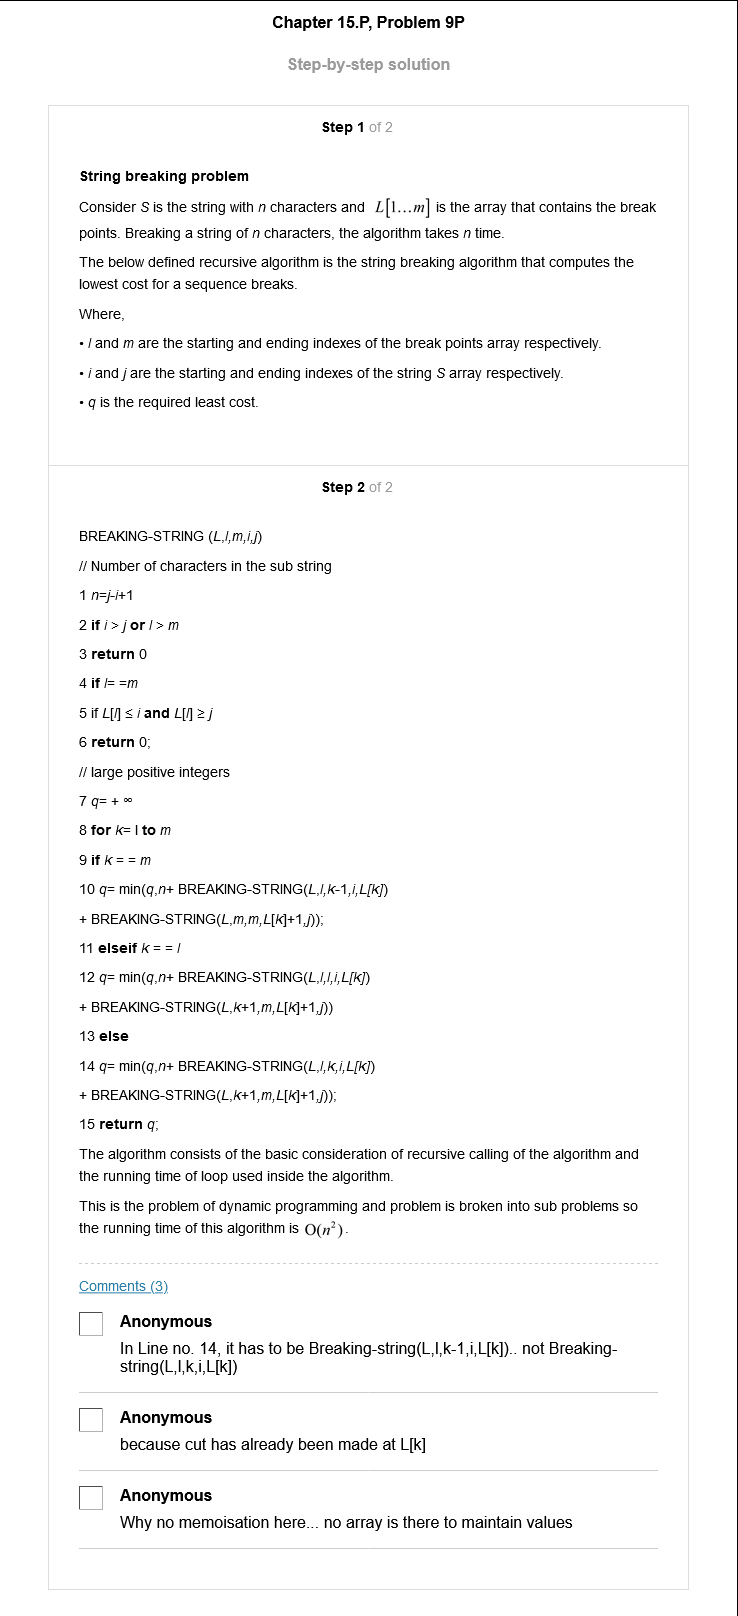 Chapter 15.P, Problem 9P
Step-by-step solution
Step 1 of 2
String breaking problem
Consider S is the string with n characters and L[1...m] is the array that contains the break
points. Breaking a string of n characters, the algorithm takes n time.
The below defined recursive algorithm is the string breaking algorithm that computes the
lowest cost for a sequence breaks.
Where,
• l and m are the starting and ending indexes of the break points array respectively.
• i and j are the starting and ending indexes of the string S array respectively.
• q is the required least cost.
Step 2 of 2
BREAKING-STRING (L,l,m,i,j)
// Number of characters in the sub string
1 n=j-i+1
2 if i > j or l > m
3 return 0
4 if l= =m
5 if L[l] ≤ i and L[l] ≥ j
6 return 0;
// large positive integers
7 q= + ∞
8 for k= l to m
9 if k = = m
10 q= min(q,n+ BREAKING-STRING(L,l,k-1,i,L[k])
+ BREAKING-STRING(L,m,m,L[k]+1,j));
11 elseif k = = l
12 q= min(q,n+ BREAKING-STRING(L,l,l,i,L[k])
+ BREAKING-STRING(L,k+1,m,L[k]+1,j))
13 else
14 q= min(q,n+ BREAKING-STRING(L,l,k,i,L[k])
+ BREAKING-STRING(L,k+1,m,L[k]+1,j));
15 return q;
The algorithm consists of the basic consideration of recursive calling of the algorithm and
the running time of loop used inside the algorithm.
This is the problem of dynamic programming and problem is broken into sub problems so
the running time of this algorithm is O(n²).
Comments (3)
Anonymous
In Line no. 14, it has to be Breaking-string(L,l,k-1,i,L[k]).. not Breaking-
string(L,l,k,i,L[k])
Anonymous
because cut has already been made at L[k]
Anonymous
Why no memoisation here... no array is there to maintain values